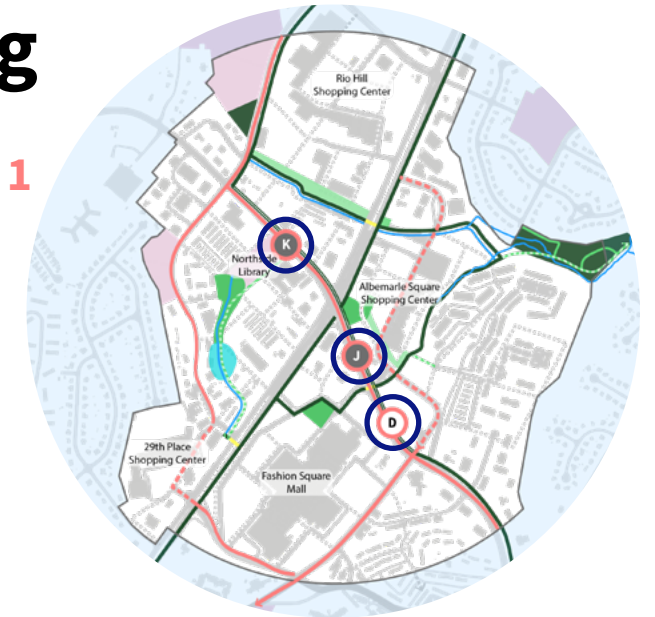 g
1
Rio Hill
Shopping Center
K
Northside
Library
Albemarle Square
Shopping Center
J
D
29th Place
Shopping Center
Fashion Square
Mall